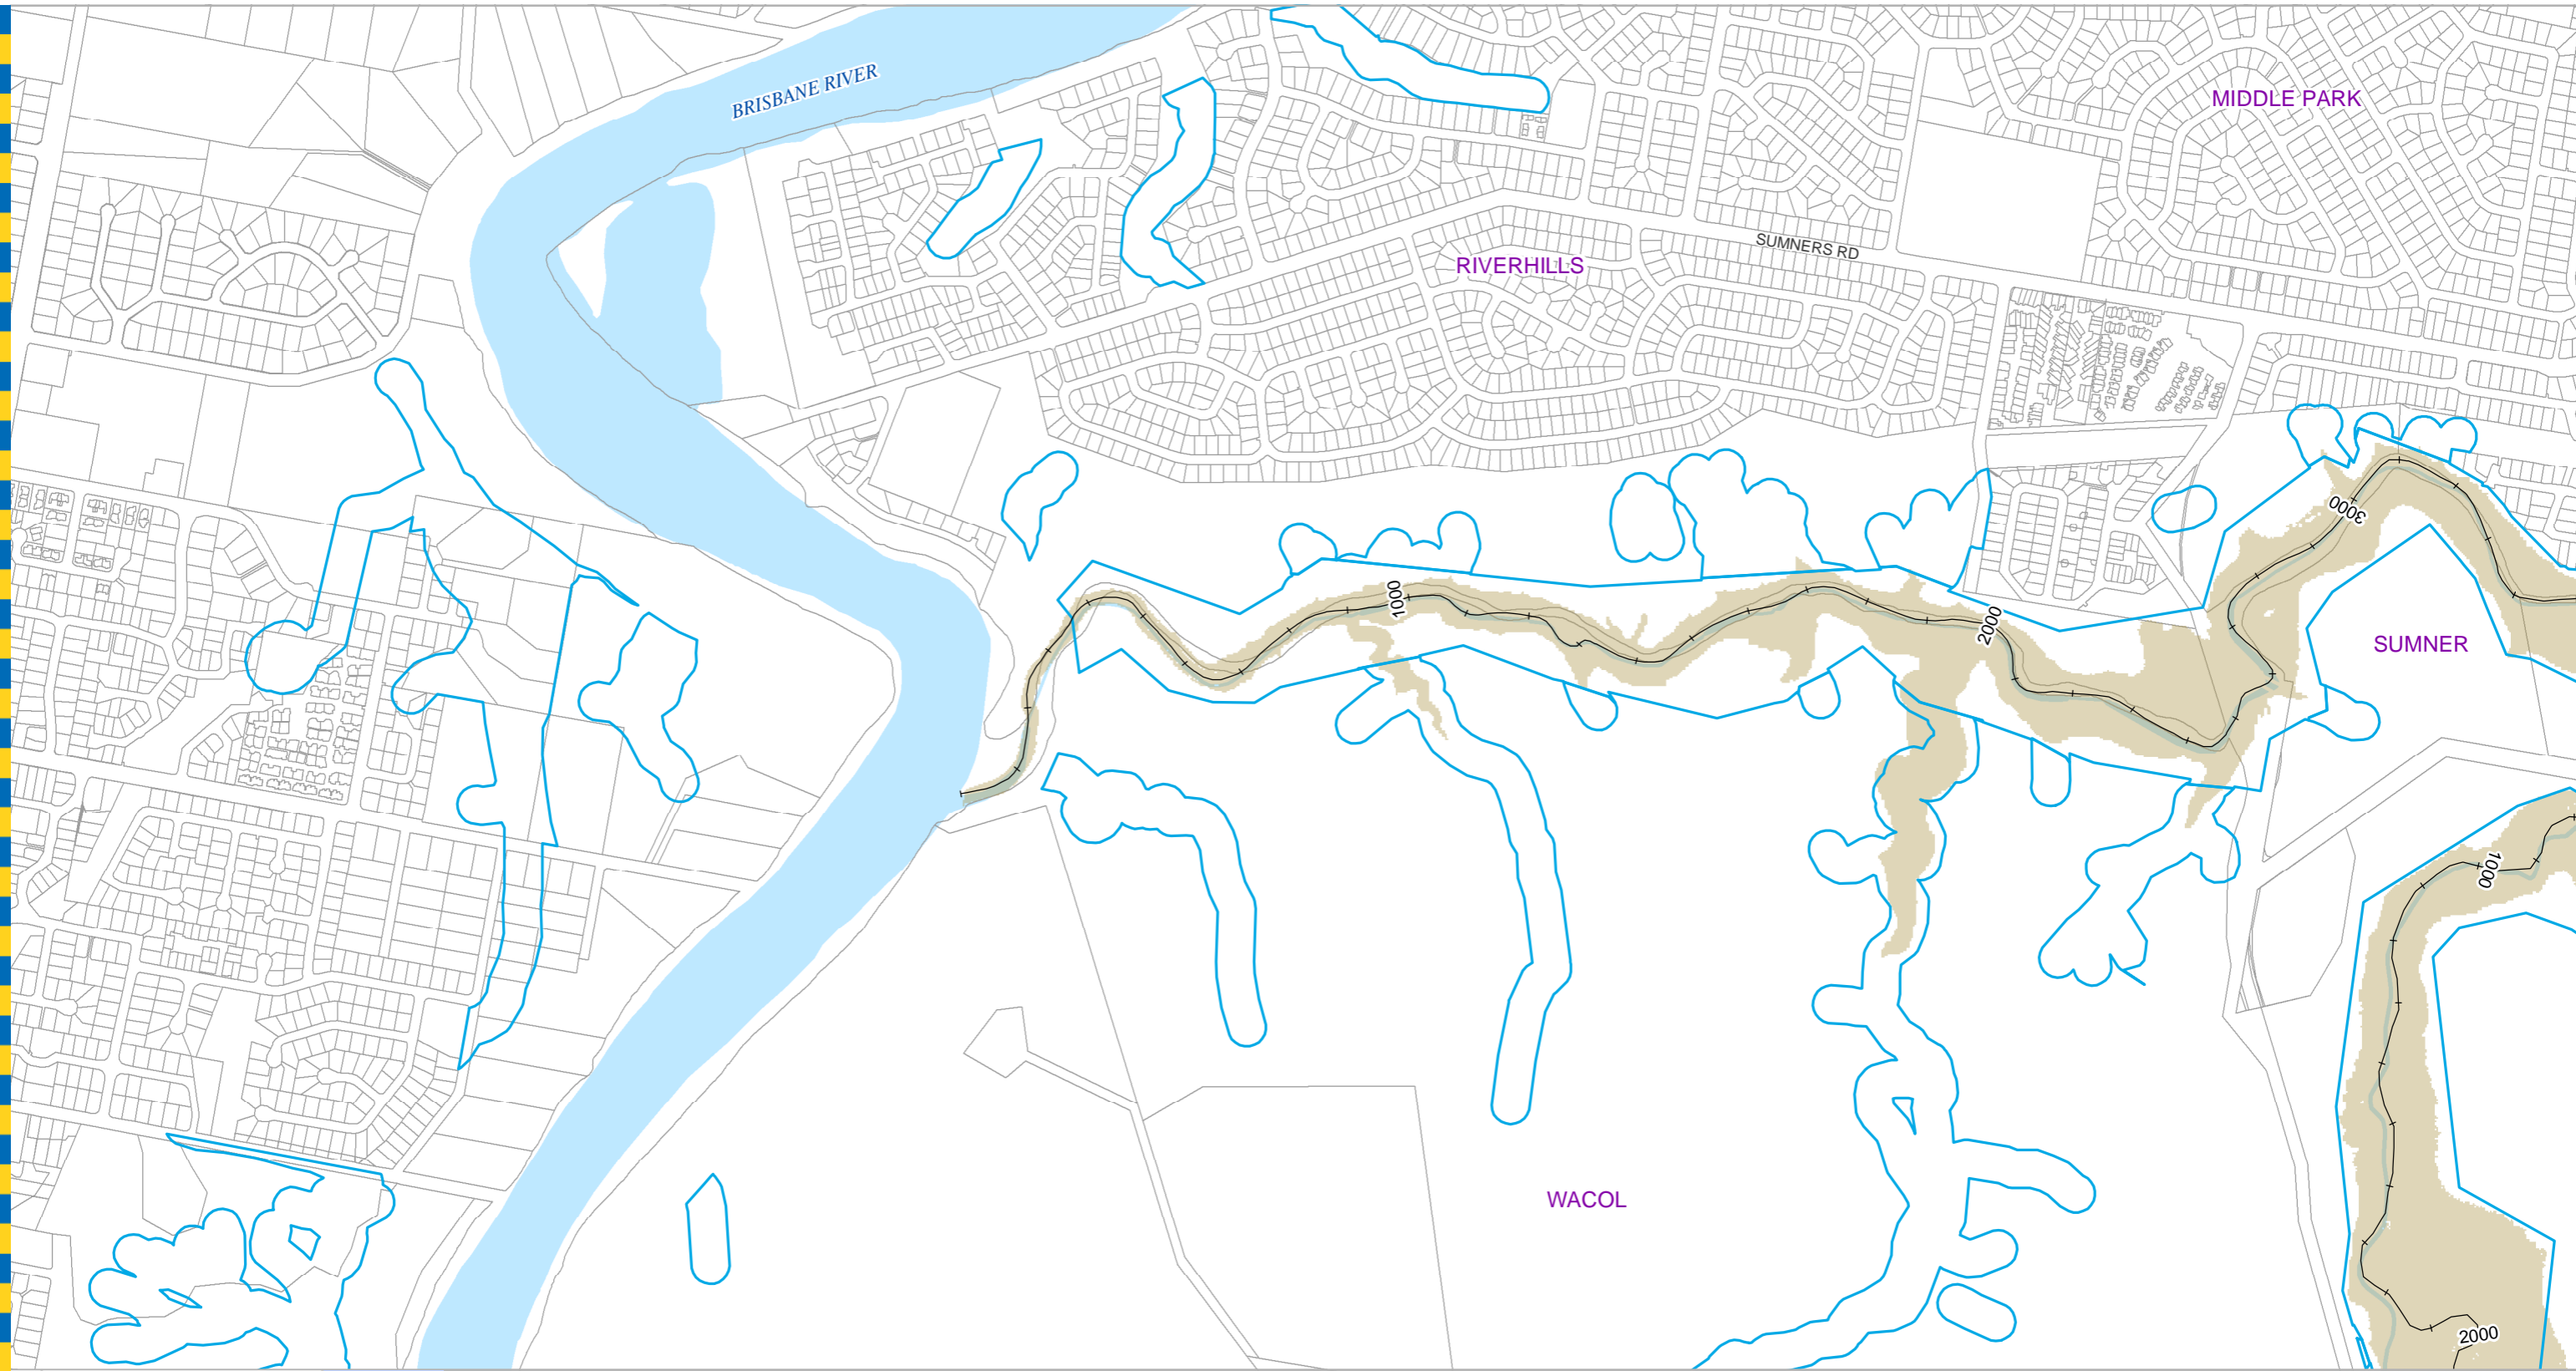 BRISBANE RIVER
MIDDLE PARK
SUMNERS RD
RIVERHILLS
3000
1000
2000
SUMNER
1000
WACOL
2000